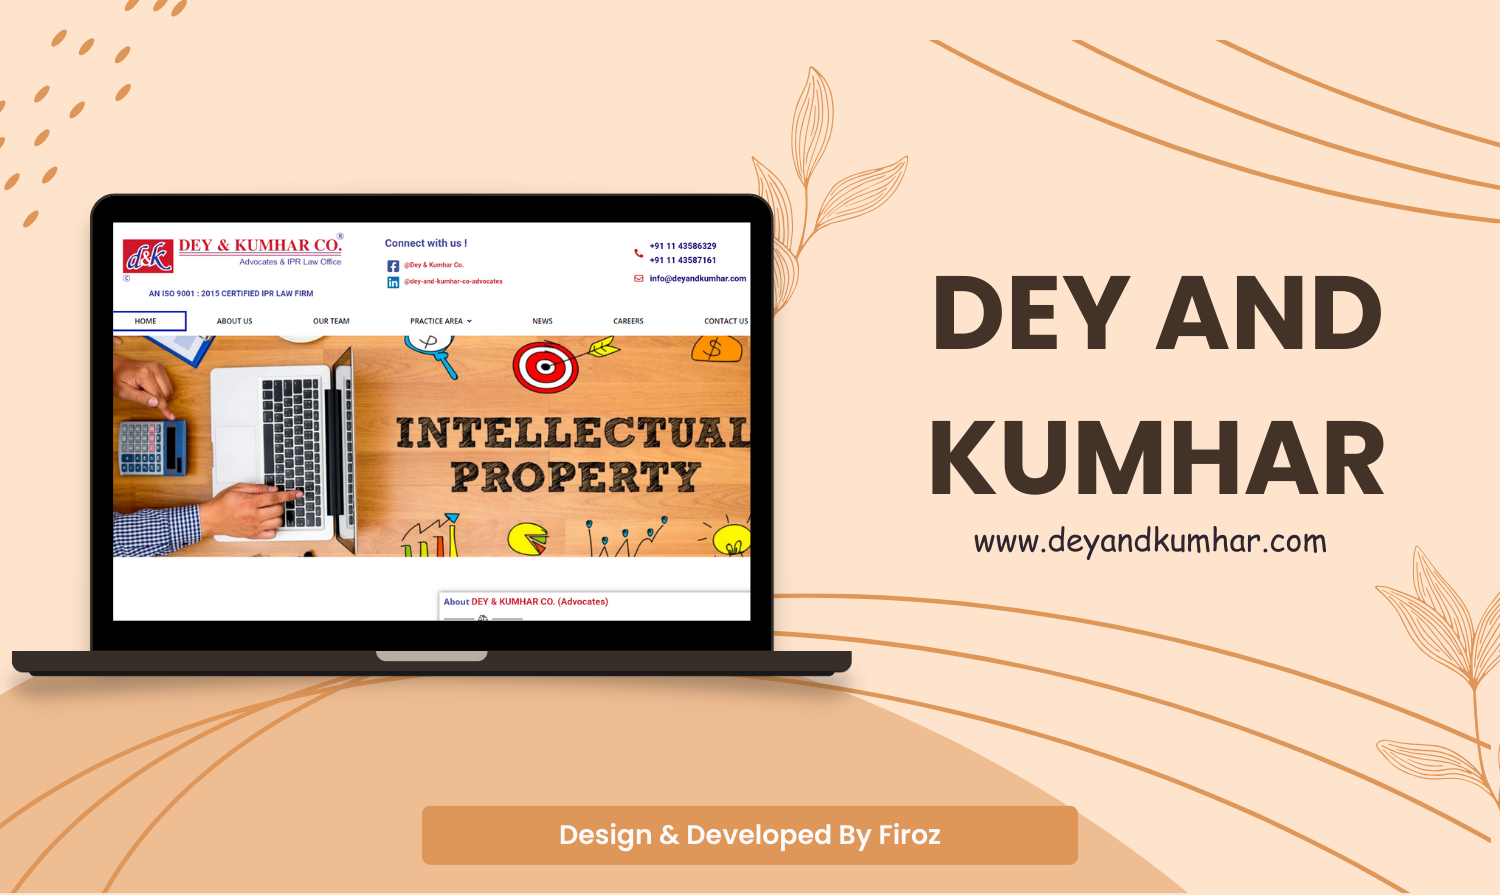 d&k
DEY & KUMHAR CO.®
Advocates & IPR Law Office
©
AN ISO 9001 : 2015 CERTIFIED IPR LAW FIRM
Connect with us !
@Dey & Kumhar Co.
@dey-and-kumhar-co-advocates
+91 11 43586329
+91 11 43587161
info@deyandkumhar.com
HOME ABOUT US OUR TEAM PRACTICE AREA NEWS CAREERS CONTACT US
INTELLECTUAL
PROPERTY
About DEY & KUMHAR CO. (Advocates)
DEY AND
KUMHAR
www.deyandkumhar.com
Design & Developed By Firoz